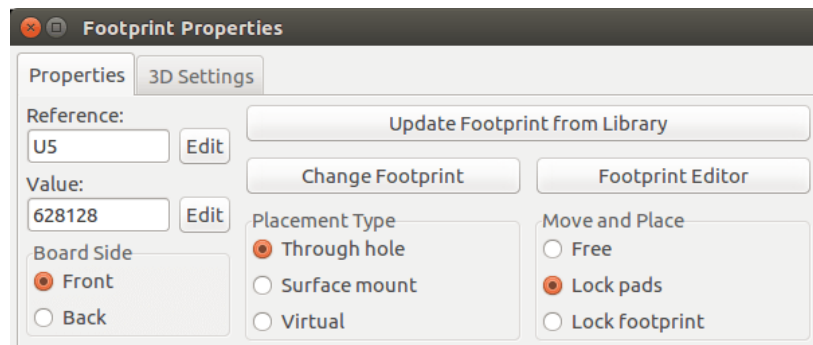 Footprint Properties
Properties
3D Settings
Reference:
U5
Edit
Value:
628128
Edit
Board Side
Front
Back
Update Footprint from Library
Change Footprint
Footprint Editor
Placement Type
Through hole
Surface mount
Virtual
Move and Place
Free
Lock pads
Lock footprint